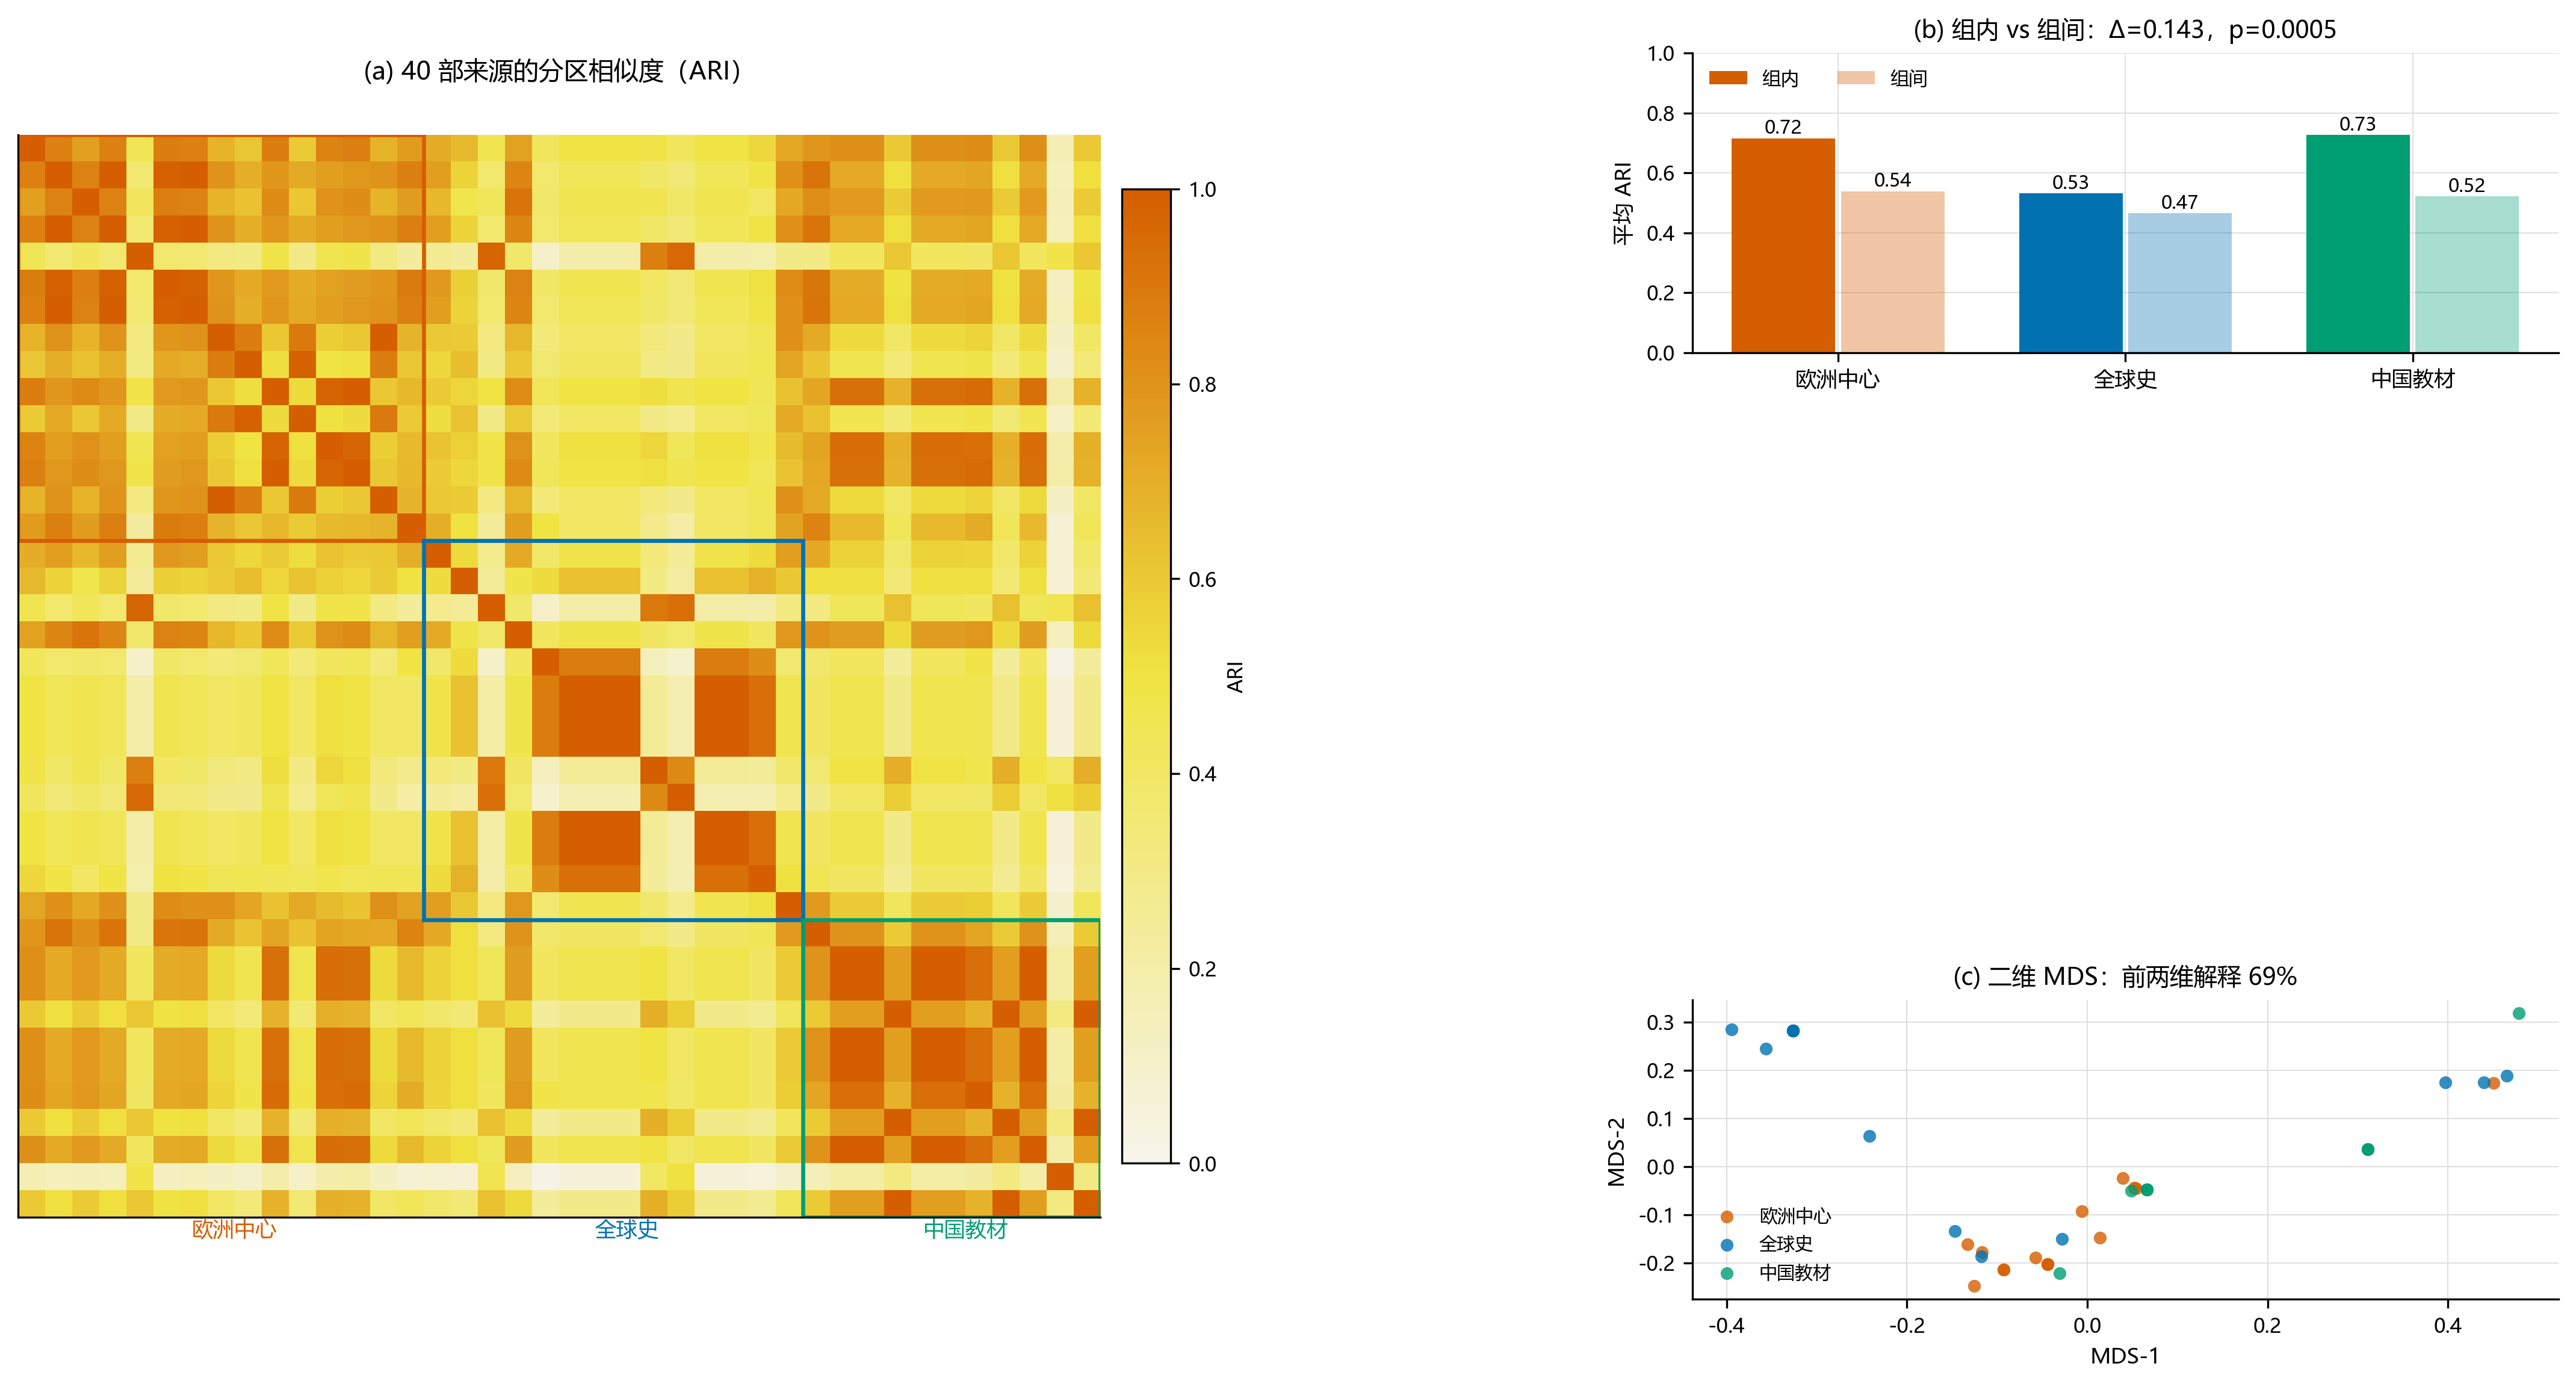 (a) 40 部来源的分区相似度（ARI）
1.0
0.8
0.6
0.4
0.2
0.0
ARI
欧洲中心
全球史
中国教材
(b) 组内 vs 组间：Δ=0.143，p=0.0005
组内
组间
平均 ARI
1.0
0.8
0.6
0.4
0.2
0.0
0.72
0.54
0.53
0.47
0.73
0.52
欧洲中心
全球史
中国教材
(c) 二维 MDS：前两维解释 69%
MDS-2
0.3
0.2
0.1
0.0
-0.1
-0.2
欧洲中心
全球史
中国教材
-0.4
-0.2
0.0
0.2
0.4
MDS-1